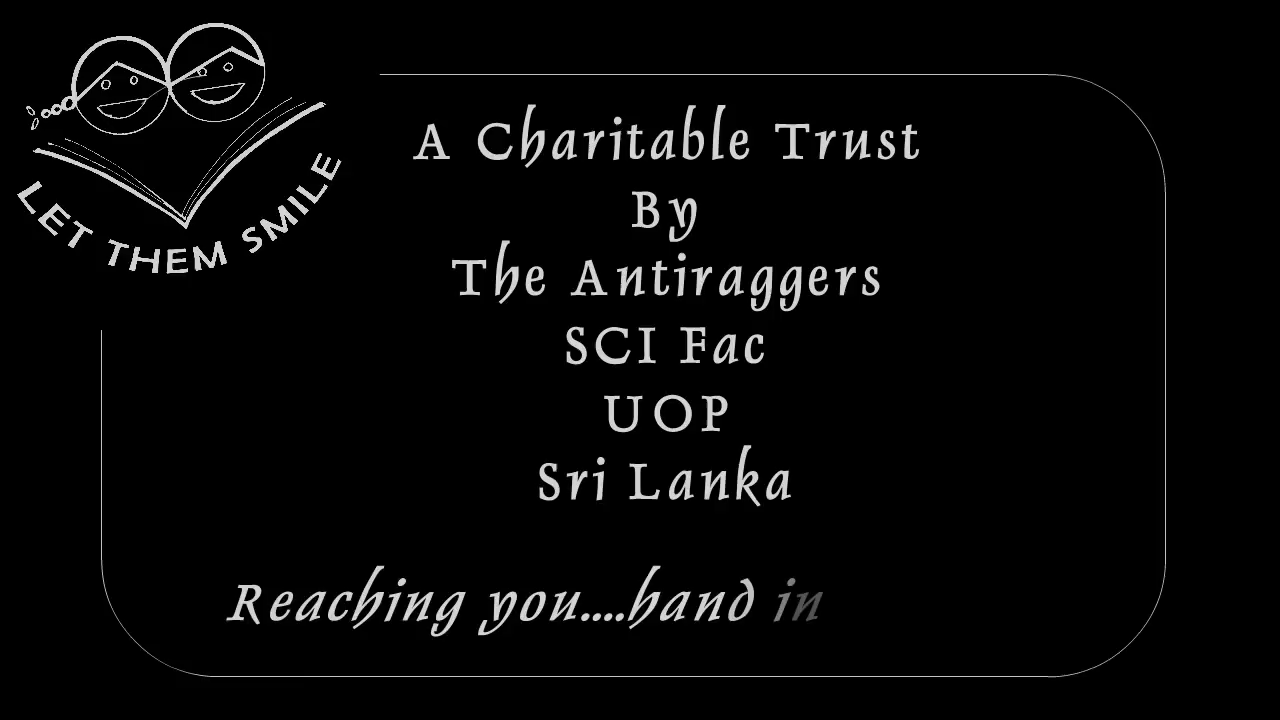 LET THEM SMILE
A Charitable Trust
By
The Antiraggers
SCI Fac
UOP
Sri Lanka
Reaching you....hand in